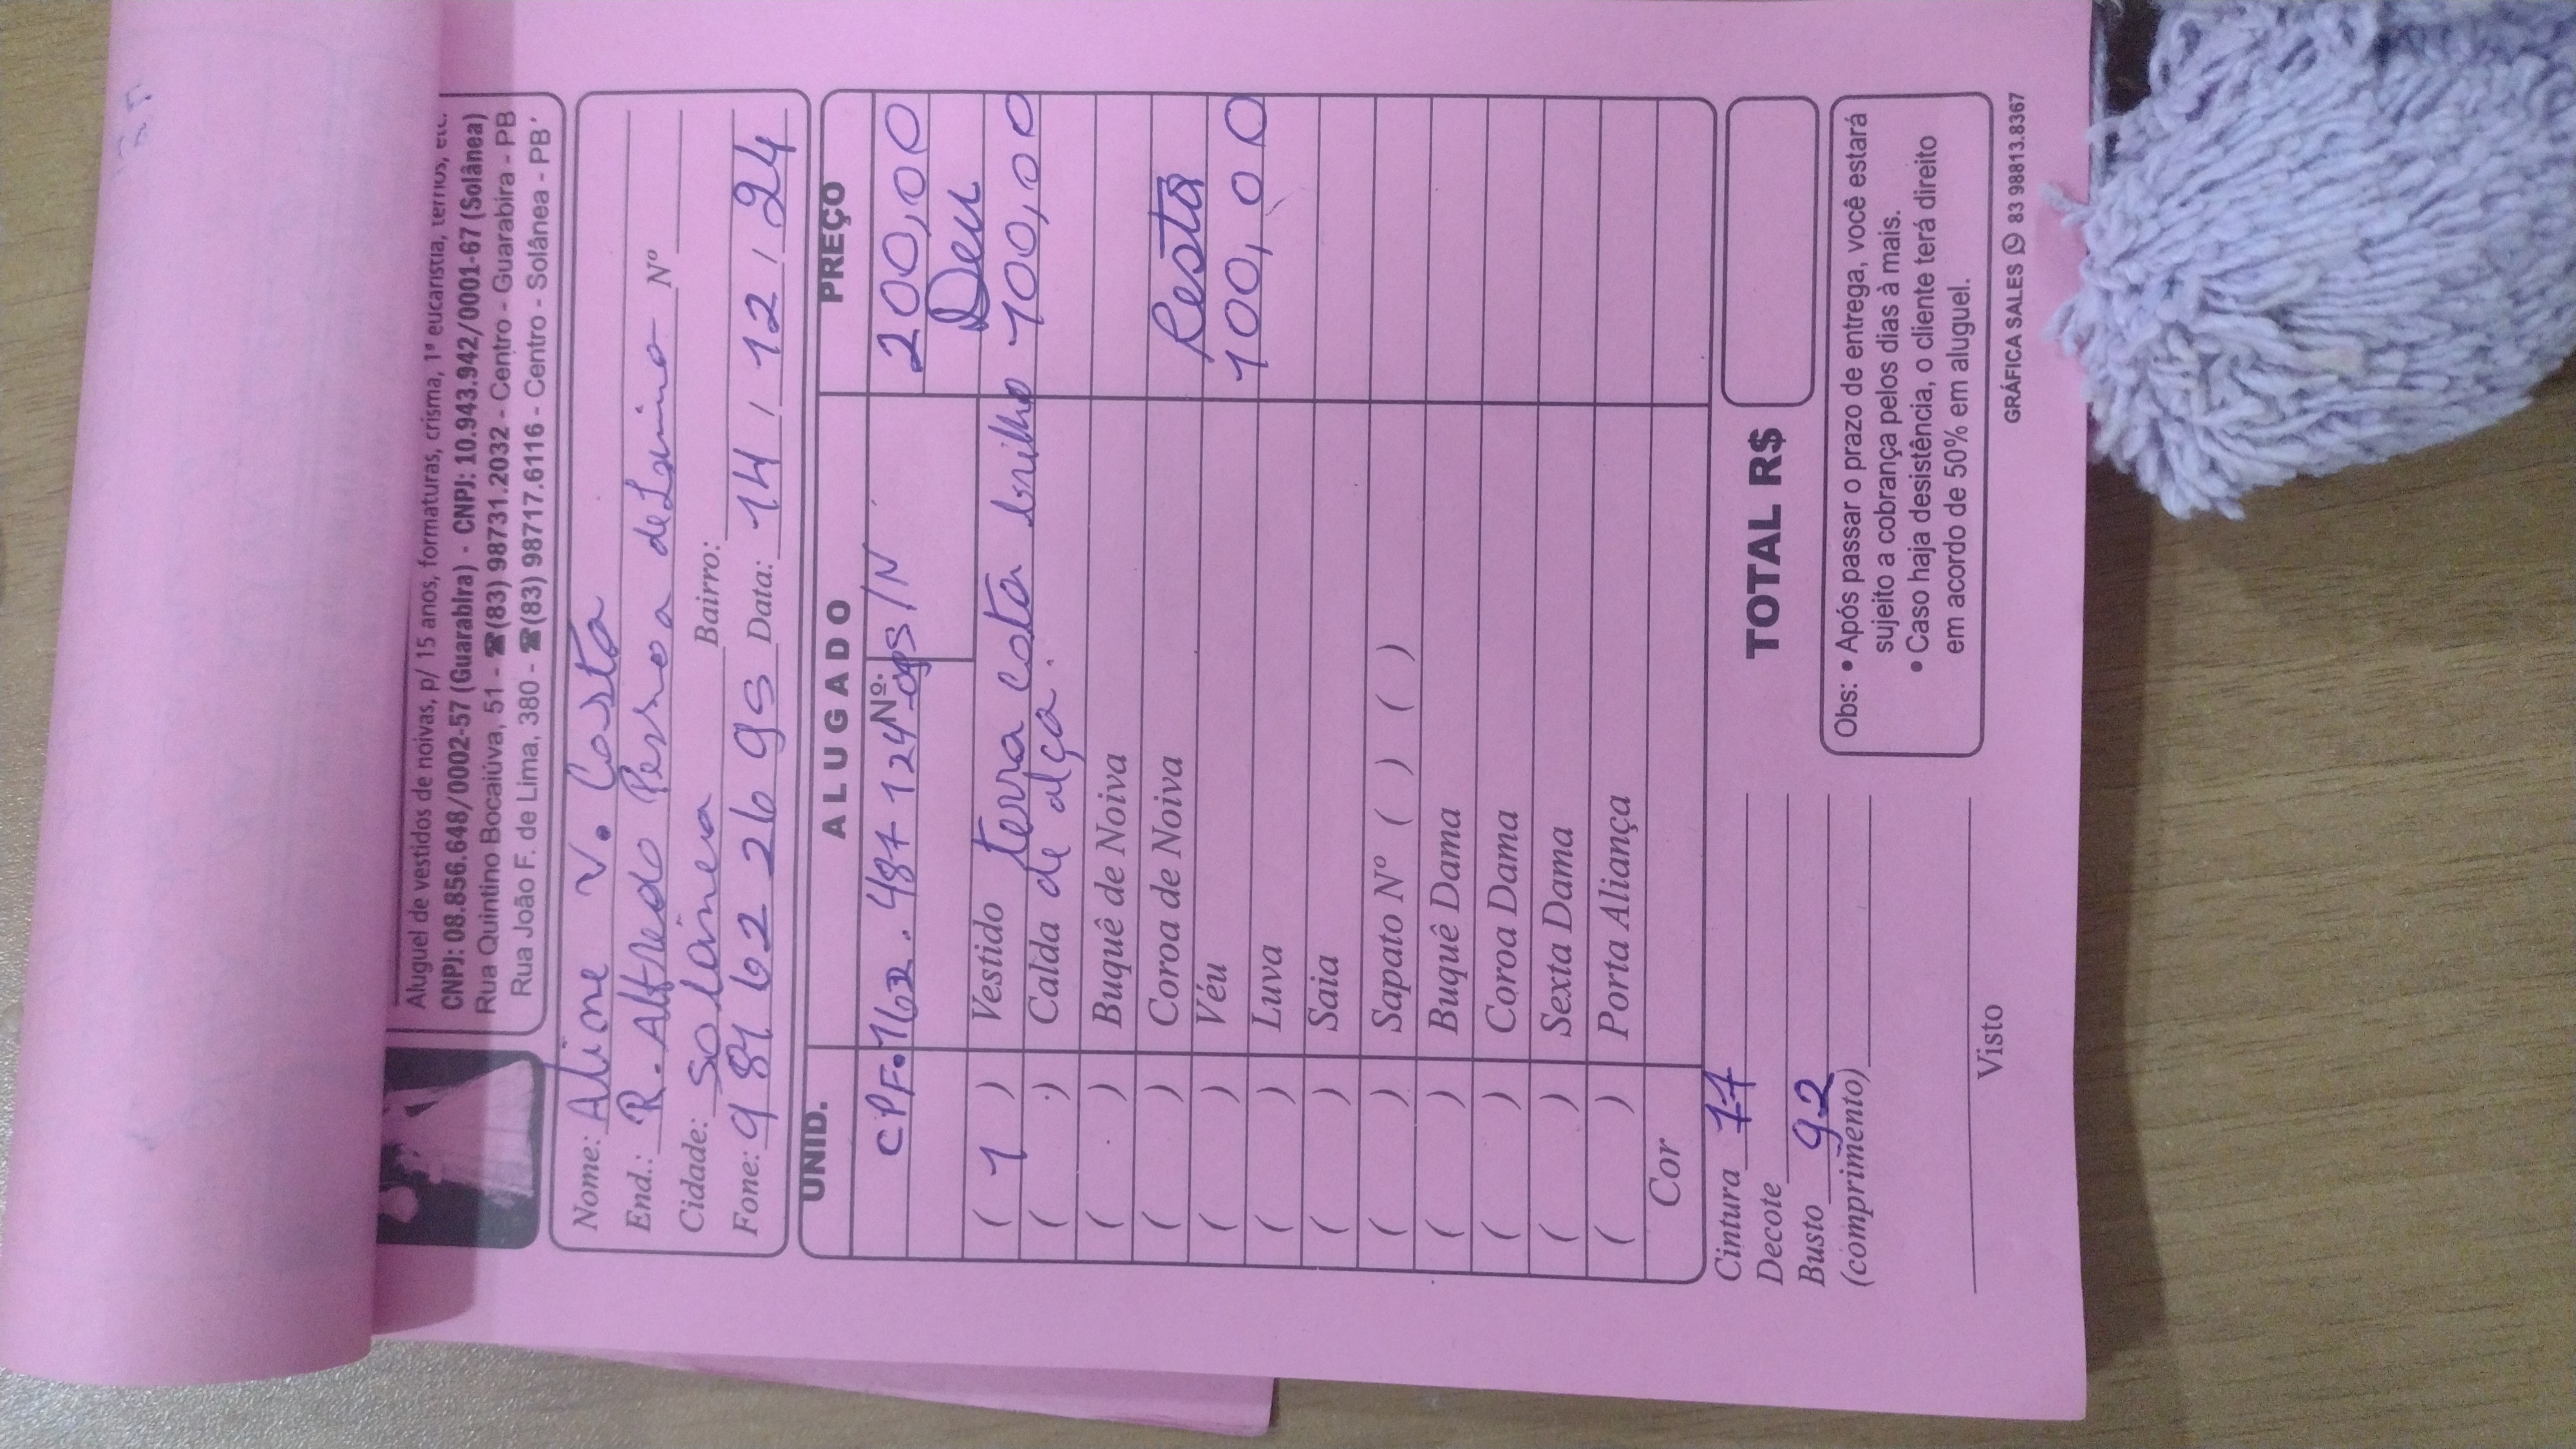 Aluguel de vestidos de noivas, p/ 15 anos, formaturas, crisma, 1ª eucaristia, ternos, etc.
CNPJ: 08.856.648/0002-57 (Guarabira) - CNPJ: 10.943.942/0001-67 (Solânea)
Rua Quintino Bocaiúva, 51 - ☎(83) 98731.2032 - Centro - Guarabira - PB
Rua João F. de Lima, 380 - ☎(83) 98717.6116 - Centro - Solânea - PB
Nome: Aline V. Costa
End.: R. Alfredo Pessoa de Lima Nº
Cidade: Solânea Bairro:
Fone: 9 81 62 26 95 Data: 14 / 12 / 24
UNID. ALUGADO PREÇO
CPF. 162. 487 124 Nº: S/N 200,00
Deu
( 1 ) Vestido terra cota brilho 100,00
( ) Calda de alça.
( ) Buquê de Noiva
( ) Coroa de Noiva Resta
( ) Véu 100,00
( ) Luva
( ) Saia
( ) Sapato Nº ( ) ( )
( ) Buquê Dama
( ) Coroa Dama
( ) Sexta Dama
( ) Porta Aliança
Cor
Cintura 77
Decote
Busto 92
(comprimento)
Visto
TOTAL R$
Obs: • Após passar o prazo de entrega, você estará
sujeito a cobrança pelos dias à mais.
• Caso haja desistência, o cliente terá direito
em acordo de 50% em aluguel.
GRÁFICA SALES 83 98813.8367